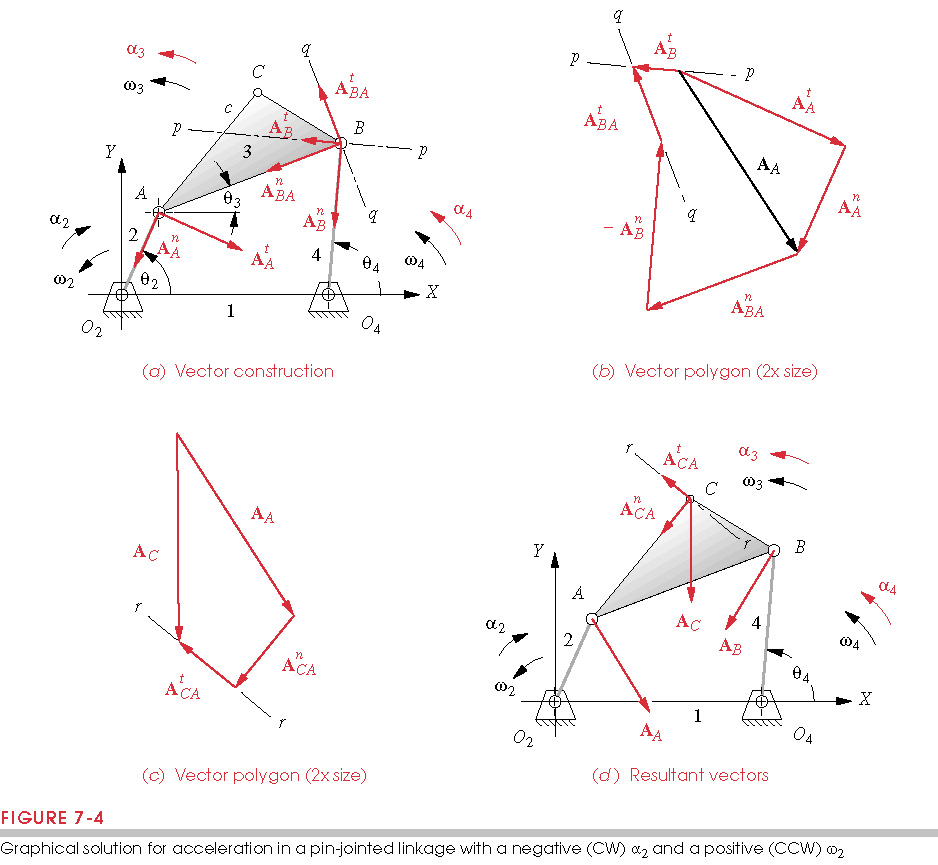 α3
ω3
C
c
q
A^t_BA
p
A^t_B
B
p
3
Y
A
θ3
A^n_BA
q
α2
2
A^n_A
A^t_A
A^n_B
α4
ω2
θ2
4
θ4
ω4
X
O2
1
O4
(a) Vector construction
q
p
A^t_B
p
A^t_BA
A^t_A
A_A
q
A^n_A
– A^n_B
A^n_BA
(b) Vector polygon (2x size)
A_A
A_C
r
A^n_CA
A^t_CA
r
(c) Vector polygon (2x size)
r
A^t_CA
α3
C
ω3
A^n_CA
r
Y
B
A
α4
α2
2
A_C
4
A_B
ω4
ω2
θ4
X
O2
A_A
1
O4
(d) Resultant vectors
FIGURE 7-4
Graphical solution for acceleration in a pin-jointed linkage with a negative (CW) α2 and a positive (CCW) ω2